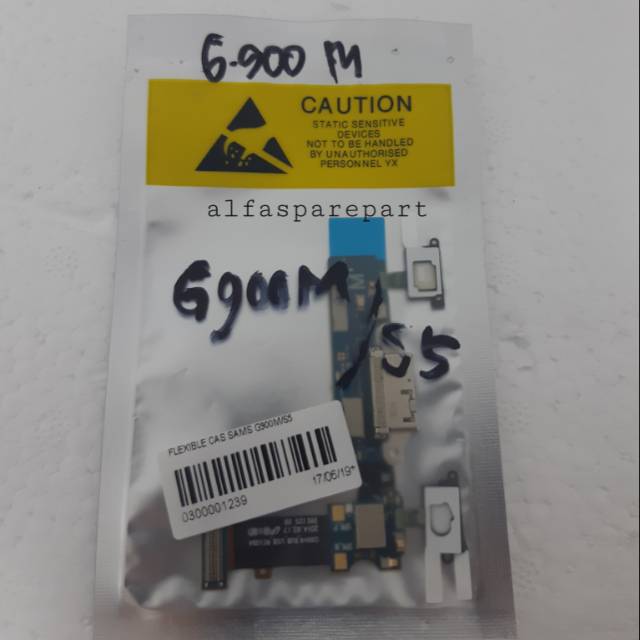 G-900 M
CAUTION
STATIC SENSITIVE
DEVICES
NOT TO BE HANDLED
BY UNAUTHORISED
PERSONNEL YX
alfasparepart
G900M/S5
FLEXIBLE CAS SAMS G900M/S5
17/06/19*
0300001239